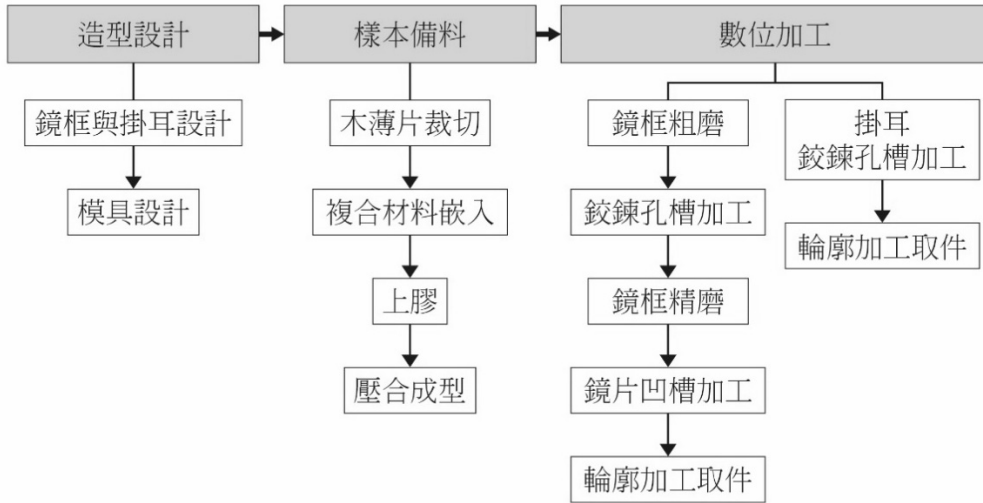 造型設計
樣本備料
數位加工
鏡框與掛耳設計
模具設計
木薄片裁切
複合材料嵌入
上膠
壓合成型
鏡框粗磨
鉸鍊孔槽加工
鏡框精磨
鏡片凹槽加工
輪廓加工取件
掛耳
鉸鍊孔槽加工
輪廓加工取件